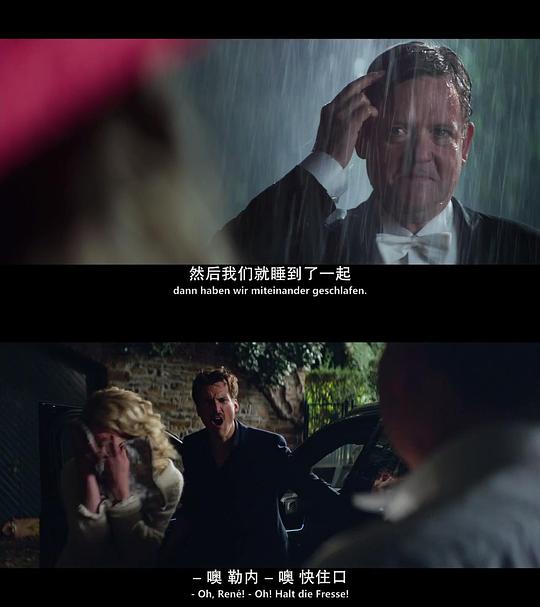 然后我们就睡到了一起
dann haben wir miteinander geschlafen.
– 噢 勒内 – 噢 快住口
- Oh, René! - Oh! Halt die Fresse!